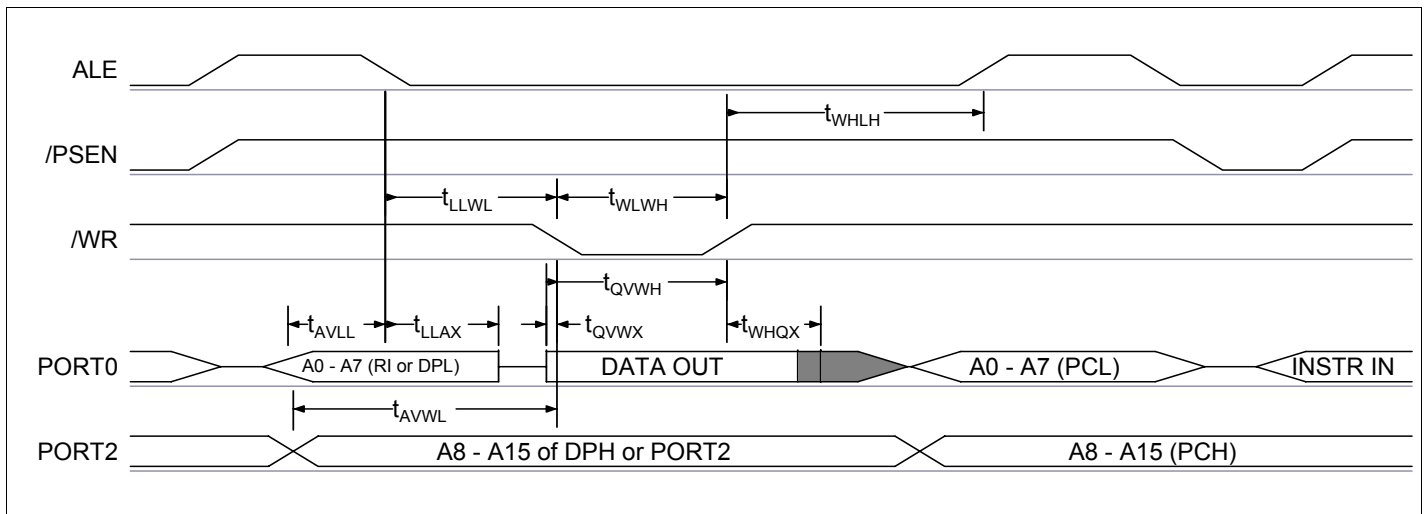 ALE
tWHLH
/PSEN
tLLWL
tWLWH
/WR
tQVWH
tAVLL
tLLAX
tQVWX
tWHQX
PORT0
A0 - A7 (RI or DPL)
DATA OUT
A0 - A7 (PCL)
INSTR IN
tAVWL
PORT2
A8 - A15 of DPH or PORT2
A8 - A15 (PCH)